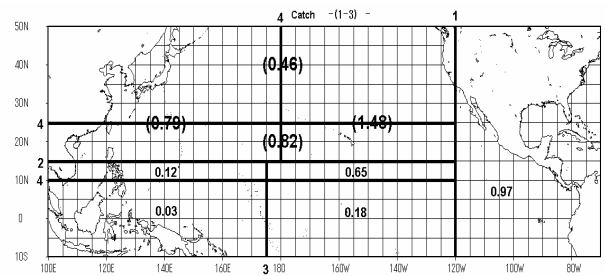 4 Catch -(1-3) - 1
50N
(0.46)
40N
30N
4 (0.79) (1.48)
20N (0.82)
2
0.12 0.65
4 10N
0.97
0.03 0.18
0
4
10S
100E 120E 140E 160E 180 160W 140W 120W 100W 80W
3